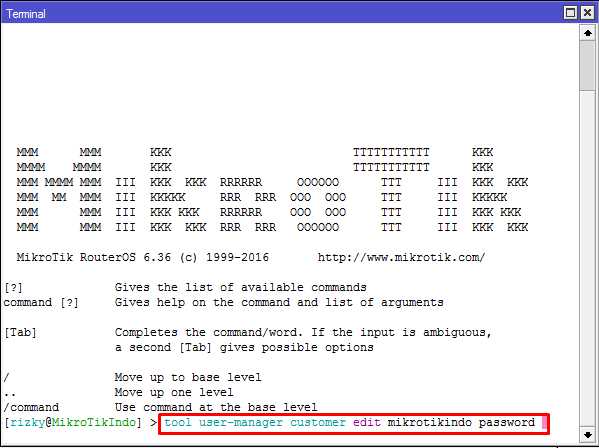 Terminal
MMM      MMM       KKK                          TTTTTTTTTTT      KKK
MMMM    MMMM       KKK                          TTTTTTTTTTT      KKK
MMM MMMM MMM  III  KKK  KKK  RRRRRR     OOOOOO      TTT     III  KKK  KKK
MMM  MM  MMM  III  KKKKK     RRR  RRR  OOO  OOO     TTT     III  KKKKK
MMM      MMM  III  KKK KKK   RRRRRR    OOO  OOO     TTT     III  KKK KKK
MMM      MMM  III  KKK  KKK  RRR  RRR   OOOOOO      TTT     III  KKK  KKK
MikroTik RouterOS 6.36 (c) 1999-2016       http://www.mikrotik.com/
[?]             Gives the list of available commands
command [?]     Gives help on the command and list of arguments
[Tab]           Completes the command/word. If the input is ambiguous,
a second [Tab] gives possible options
/               Move up to base level
..              Move up one level
/command        Use command at the base level
[rizky@MikroTikIndo] > tool user-manager customer edit mikrotikindo password